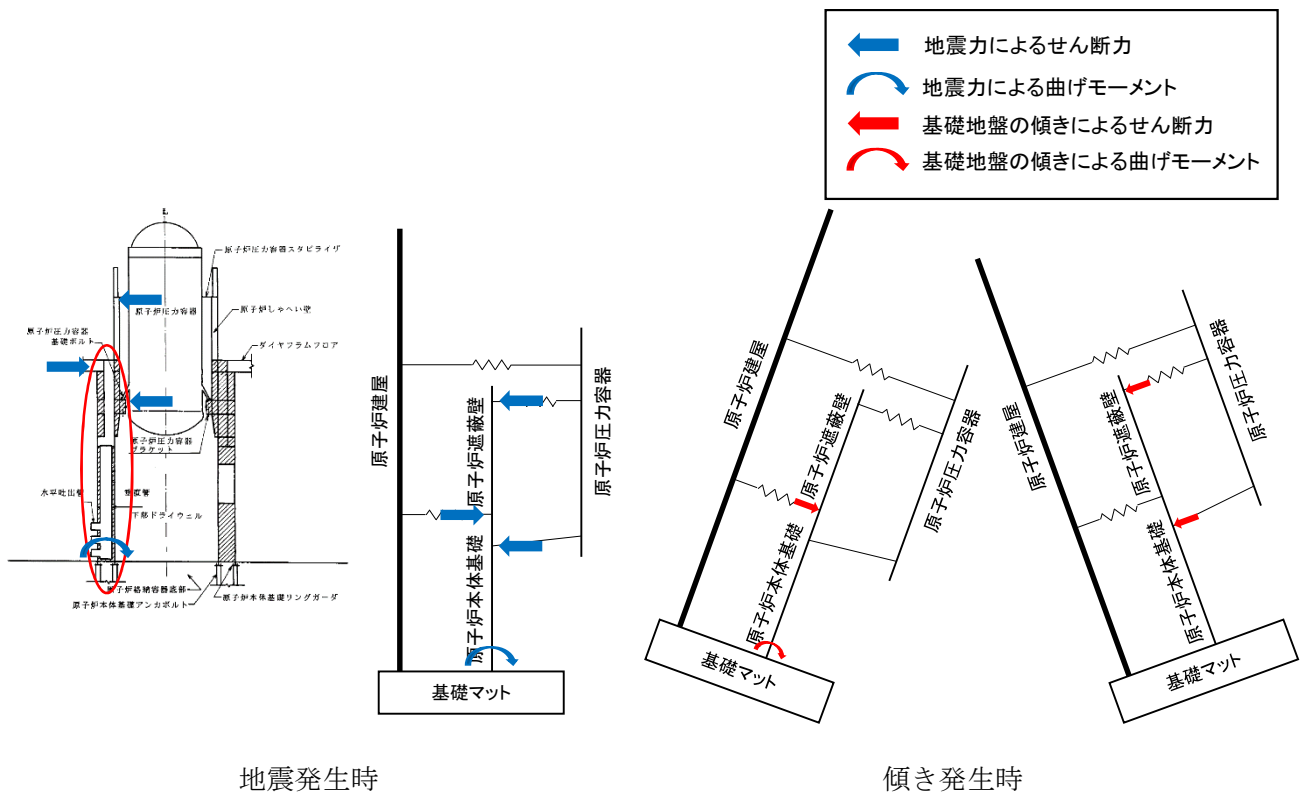 地震力によるせん断力
地震力による曲げモーメント
基礎地盤の傾きによるせん断力
基礎地盤の傾きによる曲げモーメント
原子炉圧力容器スタビライザ
原子炉圧力容器
原子炉しゃへい壁
原子炉圧力容器
基礎ボルト
ダイヤフラムフロア
原子炉圧力容器
ブラケット
水平吐出管
垂直管
下部ドライウェル
原子炉格納容器底部
原子炉本体基礎アンカボルト
原子炉本体基礎リングガーダ
原子炉建屋
原子炉遮蔽壁
原子炉本体基礎
原子炉圧力容器
基礎マット
原子炉建屋
原子炉遮蔽壁
原子炉本体基礎
原子炉圧力容器
基礎マット
原子炉建屋
原子炉遮蔽壁
原子炉本体基礎
原子炉圧力容器
基礎マット
地震発生時
傾き発生時